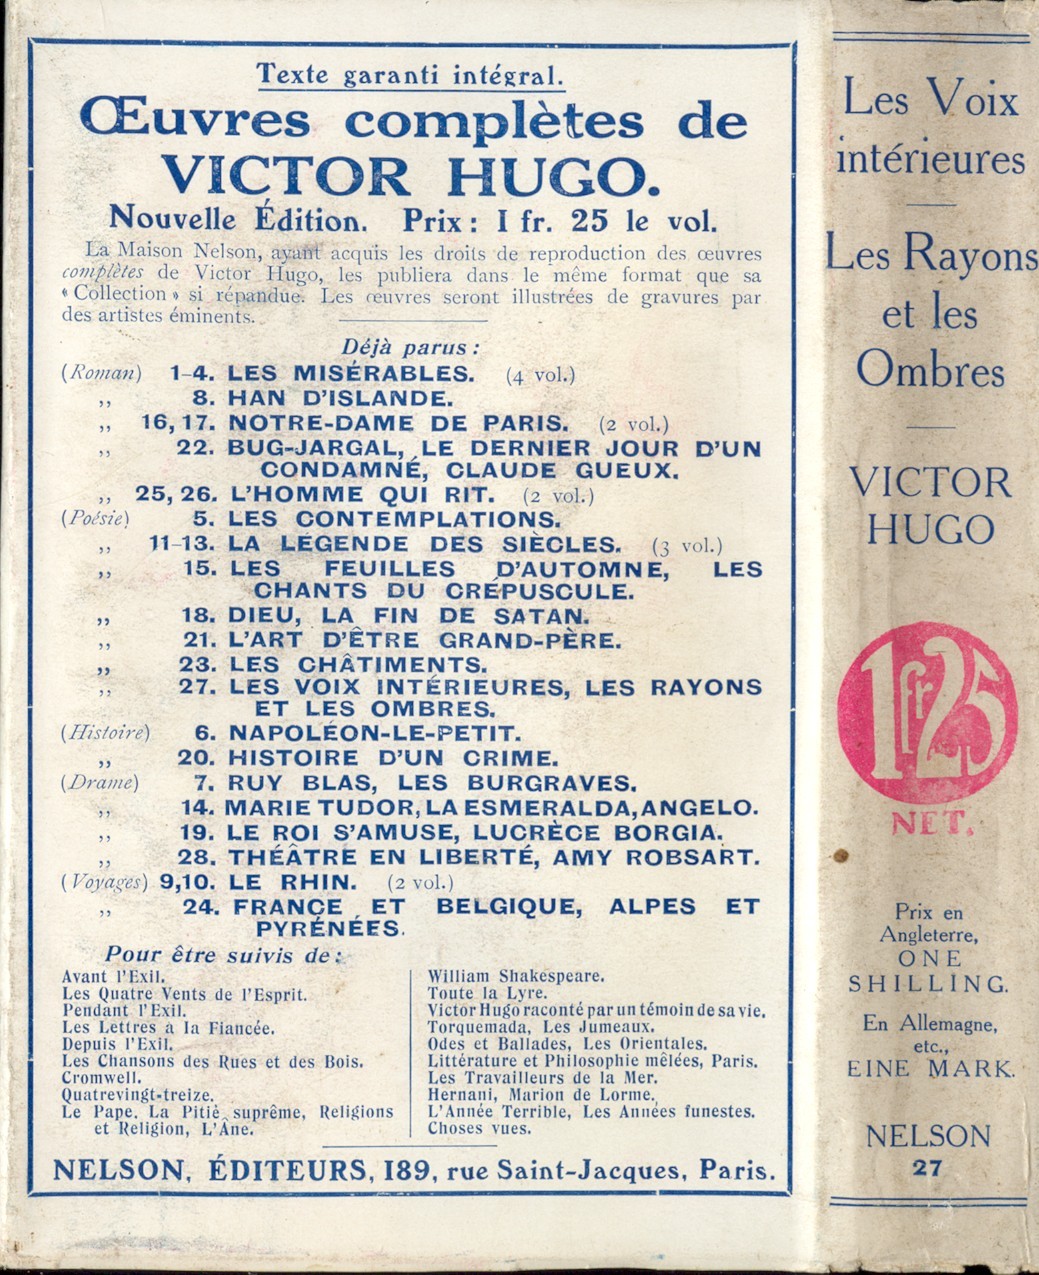 Texte garanti intégral.
Œuvres complètes de
VICTOR HUGO.
Nouvelle Édition. Prix : 1 fr. 25 le vol.
La Maison Nelson, ayant acquis les droits de reproduction des œuvres
complètes de Victor Hugo, les publiera dans le même format que sa
« Collection » si répandue. Les œuvres seront illustrées de gravures par
des artistes éminents.
Déjà parus :
(Roman) 1-4. LES MISÉRABLES. (4 vol.)
„ 8. HAN D'ISLANDE.
„ 16, 17. NOTRE-DAME DE PARIS. (2 vol.)
„ 22. BUG-JARGAL, LE DERNIER JOUR D'UN
CONDAMNÉ, CLAUDE GUEUX.
„ 25, 26. L'HOMME QUI RIT. (2 vol.)
(Poésie) 5. LES CONTEMPLATIONS.
„ 11-13. LA LÉGENDE DES SIÈCLES. (3 vol.)
„ 15. LES FEUILLES D'AUTOMNE, LES
CHANTS DU CRÉPUSCULE.
„ 18. DIEU, LA FIN DE SATAN.
„ 21. L'ART D'ÊTRE GRAND-PÈRE.
„ 23. LES CHÂTIMENTS.
„ 27. LES VOIX INTÉRIEURES, LES RAYONS
ET LES OMBRES.
(Histoire) 6. NAPOLÉON-LE-PETIT.
„ 20. HISTOIRE D'UN CRIME.
(Drame) 7. RUY BLAS, LES BURGRAVES.
„ 14. MARIE TUDOR, LA ESMERALDA, ANGELO.
„ 19. LE ROI S'AMUSE, LUCRÈCE BORGIA.
„ 28. THÉÂTRE EN LIBERTÉ, AMY ROBSART.
(Voyages) 9,10. LE RHIN. (2 vol.)
„ 24. FRANCE ET BELGIQUE, ALPES ET
PYRÉNÉES.
Pour être suivis de :
Avant l'Exil.
Les Quatre Vents de l'Esprit.
Pendant l'Exil.
Les Lettres à la Fiancée.
Depuis l'Exil.
Les Chansons des Rues et des Bois.
Cromwell.
Quatrevingt-treize.
Le Pape, La Pitié suprême, Religions
et Religion, L'Âne.
William Shakespeare.
Toute la Lyre.
Victor Hugo raconté par un témoin de sa vie.
Torquemada, Les Jumeaux.
Odes et Ballades, Les Orientales.
Littérature et Philosophie mêlées, Paris.
Les Travailleurs de la Mer.
Hernani, Marion de Lorme.
L'Année Terrible, Les Années funestes.
Choses vues.
NELSON, ÉDITEURS, 189, rue Saint-Jacques, Paris.
Les Voix
intérieures
Les Rayons
et les
Ombres
VICTOR
HUGO
1 fr 25
NET.
Prix en
Angleterre,
ONE
SHILLING.
En Allemagne,
etc.,
EINE MARK.
NELSON
27